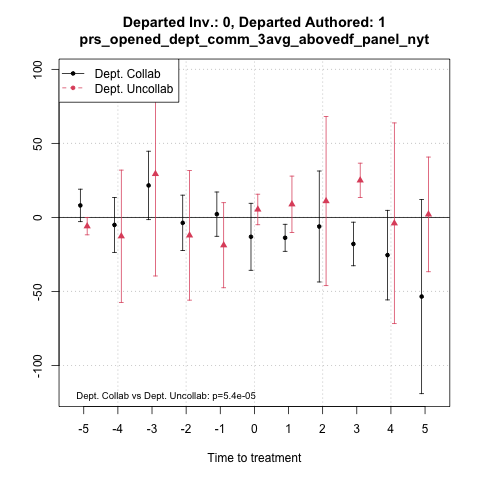 Departed Inv.: 0, Departed Authored: 1
prs_opened_dept_comm_3avg_abovedf_panel_nyt
Dept. Collab
Dept. Uncollab
100
50
0
-50
-100
Dept. Collab vs Dept. Uncollab: p=5.4e-05
-5 -4 -3 -2 -1 0 1 2 3 4 5
Time to treatment